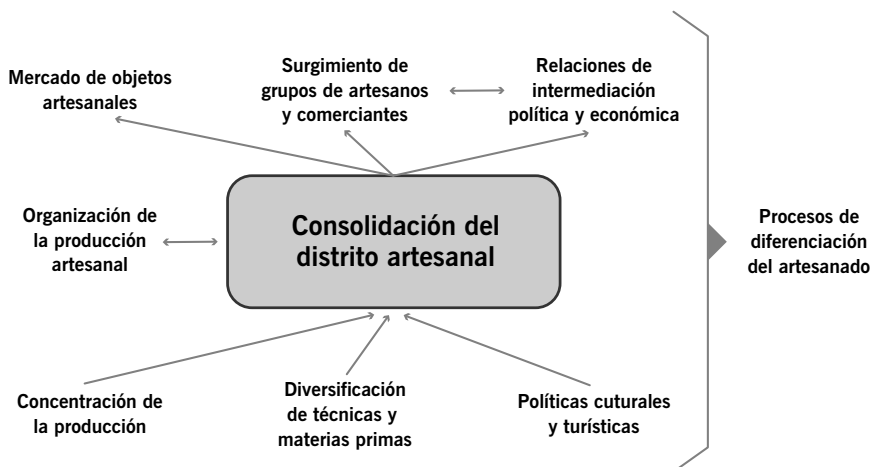 Mercado de objetos
artesanales
Surgimiento de
grupos de artesanos
y comerciantes
Relaciones de
intermediación
política y económica
Organización de
la producción
artesanal
Consolidación del
distrito artesanal
Procesos de
diferenciación
del artesanado
Concentración de
la producción
Diversificación
de técnicas y
materias primas
Políticas cuturales
y turísticas